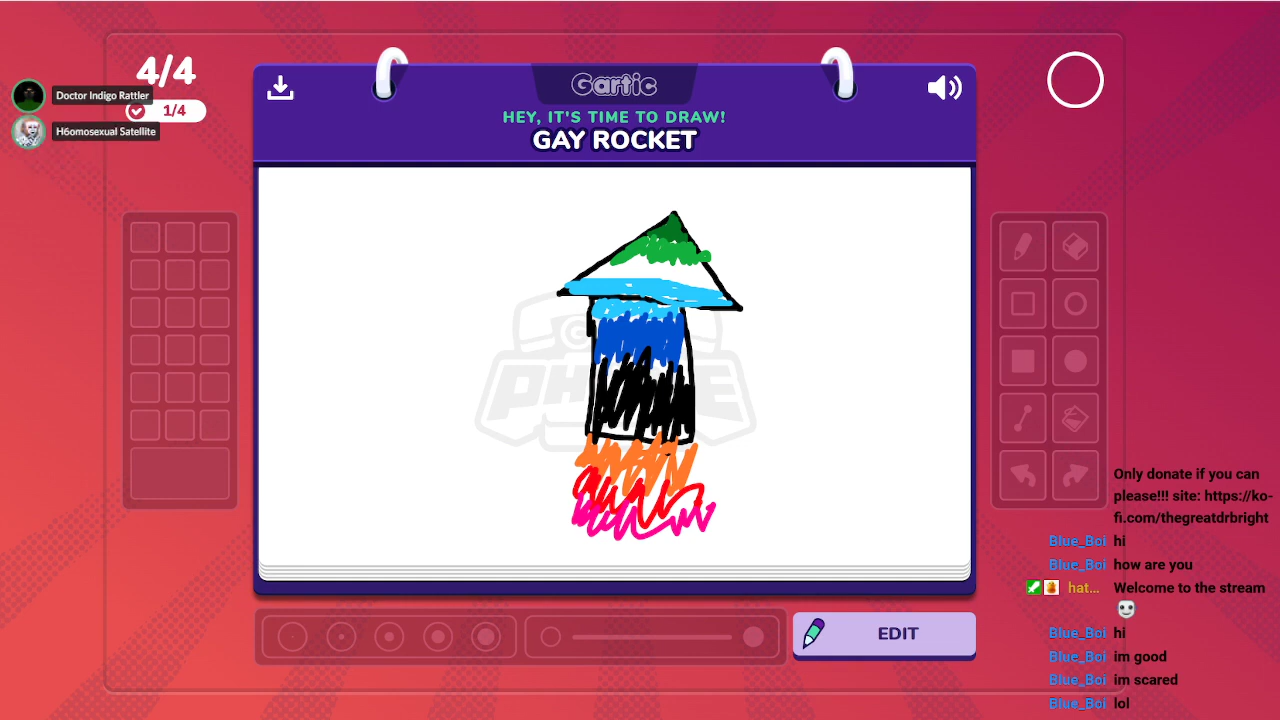 4/4
Doctor Indigo Rattler
1/4
H6omosexual Satellite
Gartic
HEY, IT'S TIME TO DRAW!
GAY ROCKET
PHONE
EDIT
Only donate if you can
please!!! site: https://ko-
fi.com/thegreatdrbright
Blue_Boi hi
Blue_Boi how are you
hat... Welcome to the stream
Blue_Boi hi
Blue_Boi im good
Blue_Boi im scared
Blue_Boi lol